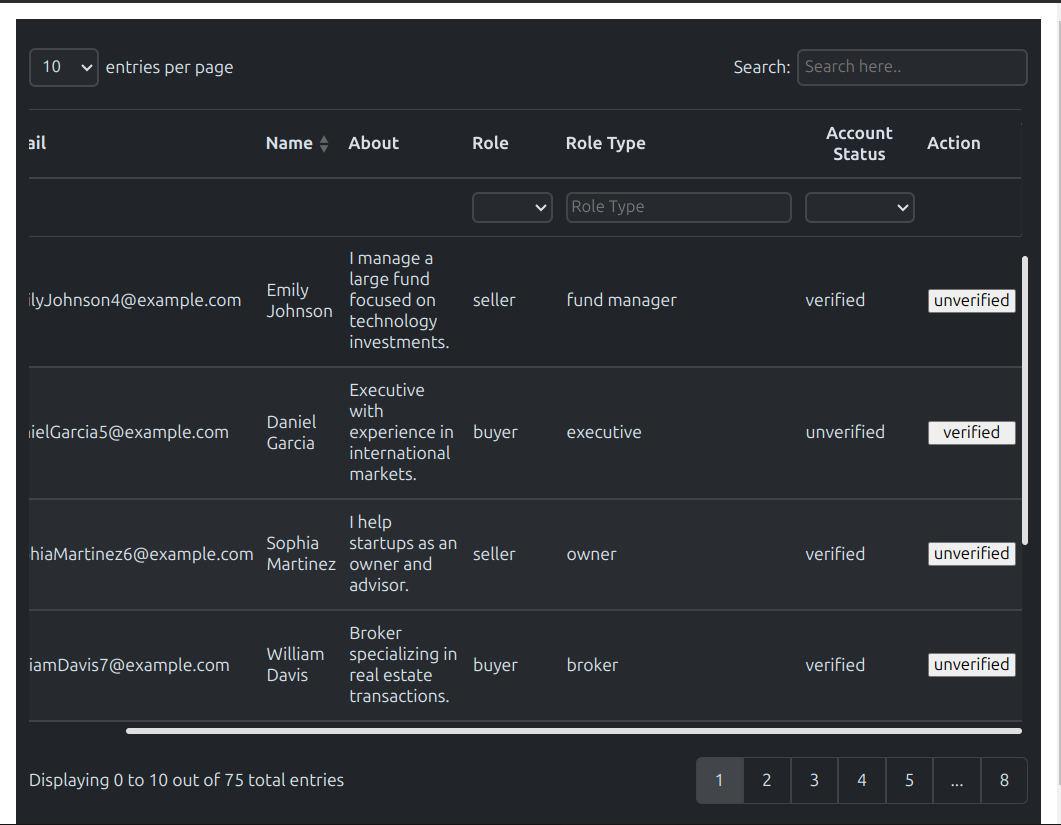 10 entries per page Search: Search here..
ail Name About Role Role Type Account Status Action
Role Type
ilyJohnson4@example.com Emily Johnson I manage a large fund focused on technology investments. seller fund manager verified unverified
ielGarcia5@example.com Daniel Garcia Executive with experience in international markets. buyer executive unverified verified
hiaMartinez6@example.com Sophia Martinez I help startups as an owner and advisor. seller owner verified unverified
iamDavis7@example.com William Davis Broker specializing in real estate transactions. buyer broker verified unverified
Displaying 0 to 10 out of 75 total entries 1 2 3 4 5 ... 8